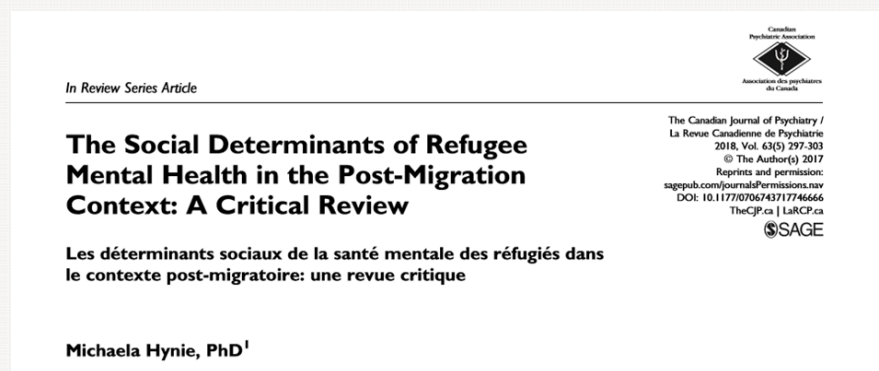 Canadian
Psychiatric Association
Association des psychiatres
du Canada
In Review Series Article
The Social Determinants of Refugee
Mental Health in the Post-Migration
Context: A Critical Review
Les déterminants sociaux de la santé mentale des réfugiés dans
le contexte post-migratoire: une revue critique
Michaela Hynie, PhD¹
The Canadian Journal of Psychiatry /
La Revue Canadienne de Psychiatrie
2018, Vol. 63(5) 297-303
© The Author(s) 2017
Reprints and permission:
sagepub.com/journalsPermissions.nav
DOI: 10.1177/0706743717746666
TheCJP.ca | LaRCP.ca
SAGE